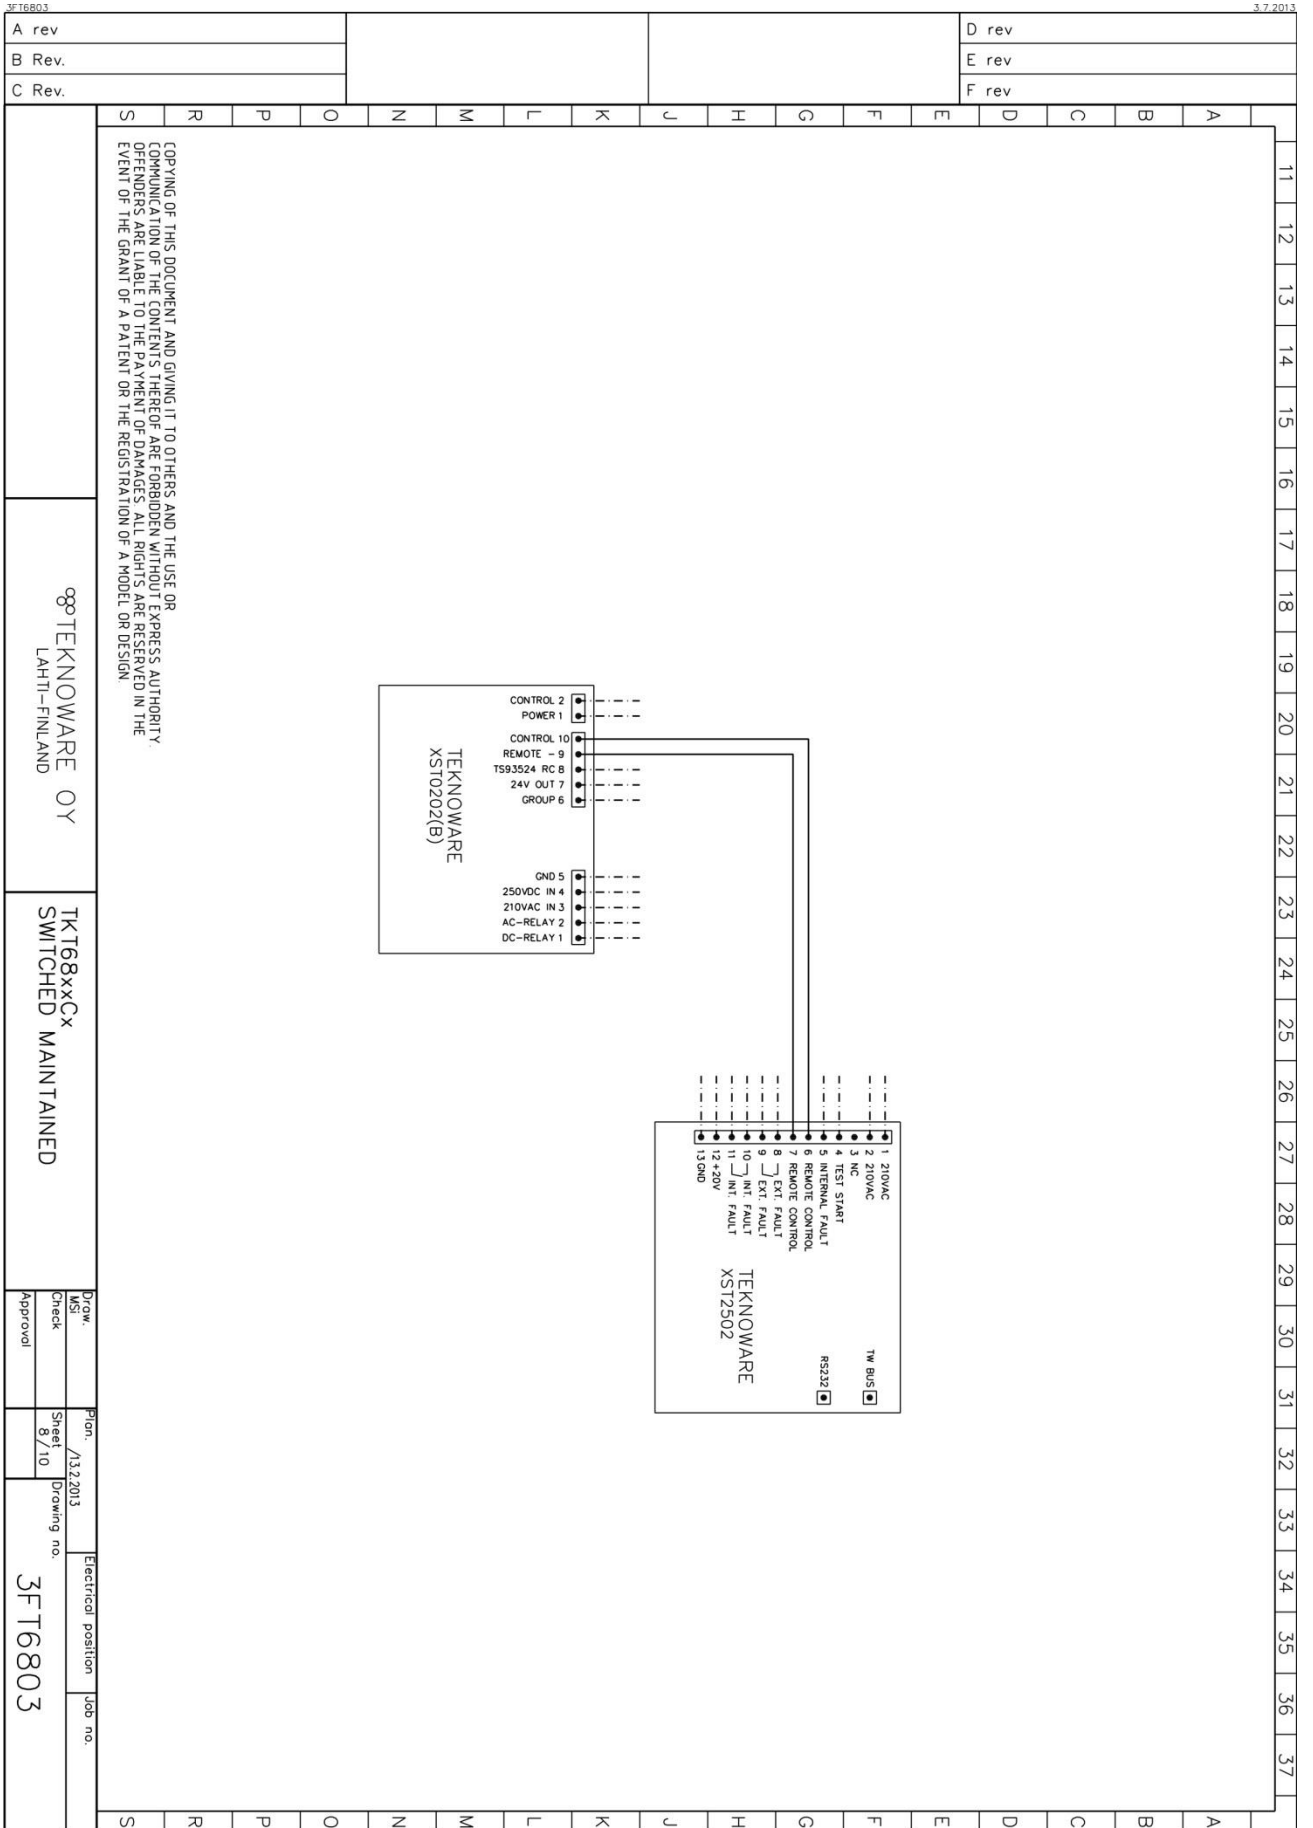 3FT6803
3.7.2013
A rev
B Rev.
C Rev.
D rev
E rev
F rev
S R P O N M L K J H G F E D C B A
11
12
13
14
15
16
17
18
19
20
21
22
23
24
25
26
27
28
29
30
31
32
33
34
35
36
37
COPYING OF THIS DOCUMENT AND GIVING IT TO OTHERS AND THE USE OR
COMMUNICATION OF THE CONTENTS THEREOF ARE FORBIDDEN WITHOUT EXPRESS AUTHORITY.
OFFENDERS ARE LIABLE TO THE PAYMENT OF DAMAGES. ALL RIGHTS ARE RESERVED IN THE
EVENT OF THE GRANT OF A PATENT OR THE REGISTRATION OF A MODEL OR DESIGN.
CONTROL 2
POWER 1
CONTROL 10
REMOTE - 9
TS93524 RC 8
24V OUT 7
GROUP 6
GND 5
250VDC IN 4
210VAC IN 3
AC-RELAY 2
DC-RELAY 1
TEKNOWARE
XST0202(B)
1 210VAC
2 210VAC
3 NC
4 TEST START
5 INTERNAL FAULT
6 REMOTE CONTROL
7 REMOTE CONTROL
8 EXT. FAULT
9 EXT. FAULT
10 INT. FAULT
11 INT. FAULT
12 +20V
13 GND
TEKNOWARE
XST2502
TW BUS
RS232
TEKNOWARE OY
LAHTI-FINLAND
TKT68xxCx
SWITCHED MAINTAINED
Draw.
MSi
Check
Approval
Plan.
/13.2.2013
Sheet
8/10
Electrical position
Job no.
Drawing no.
3FT6803
S R P O N M L K J H G F E D C B A